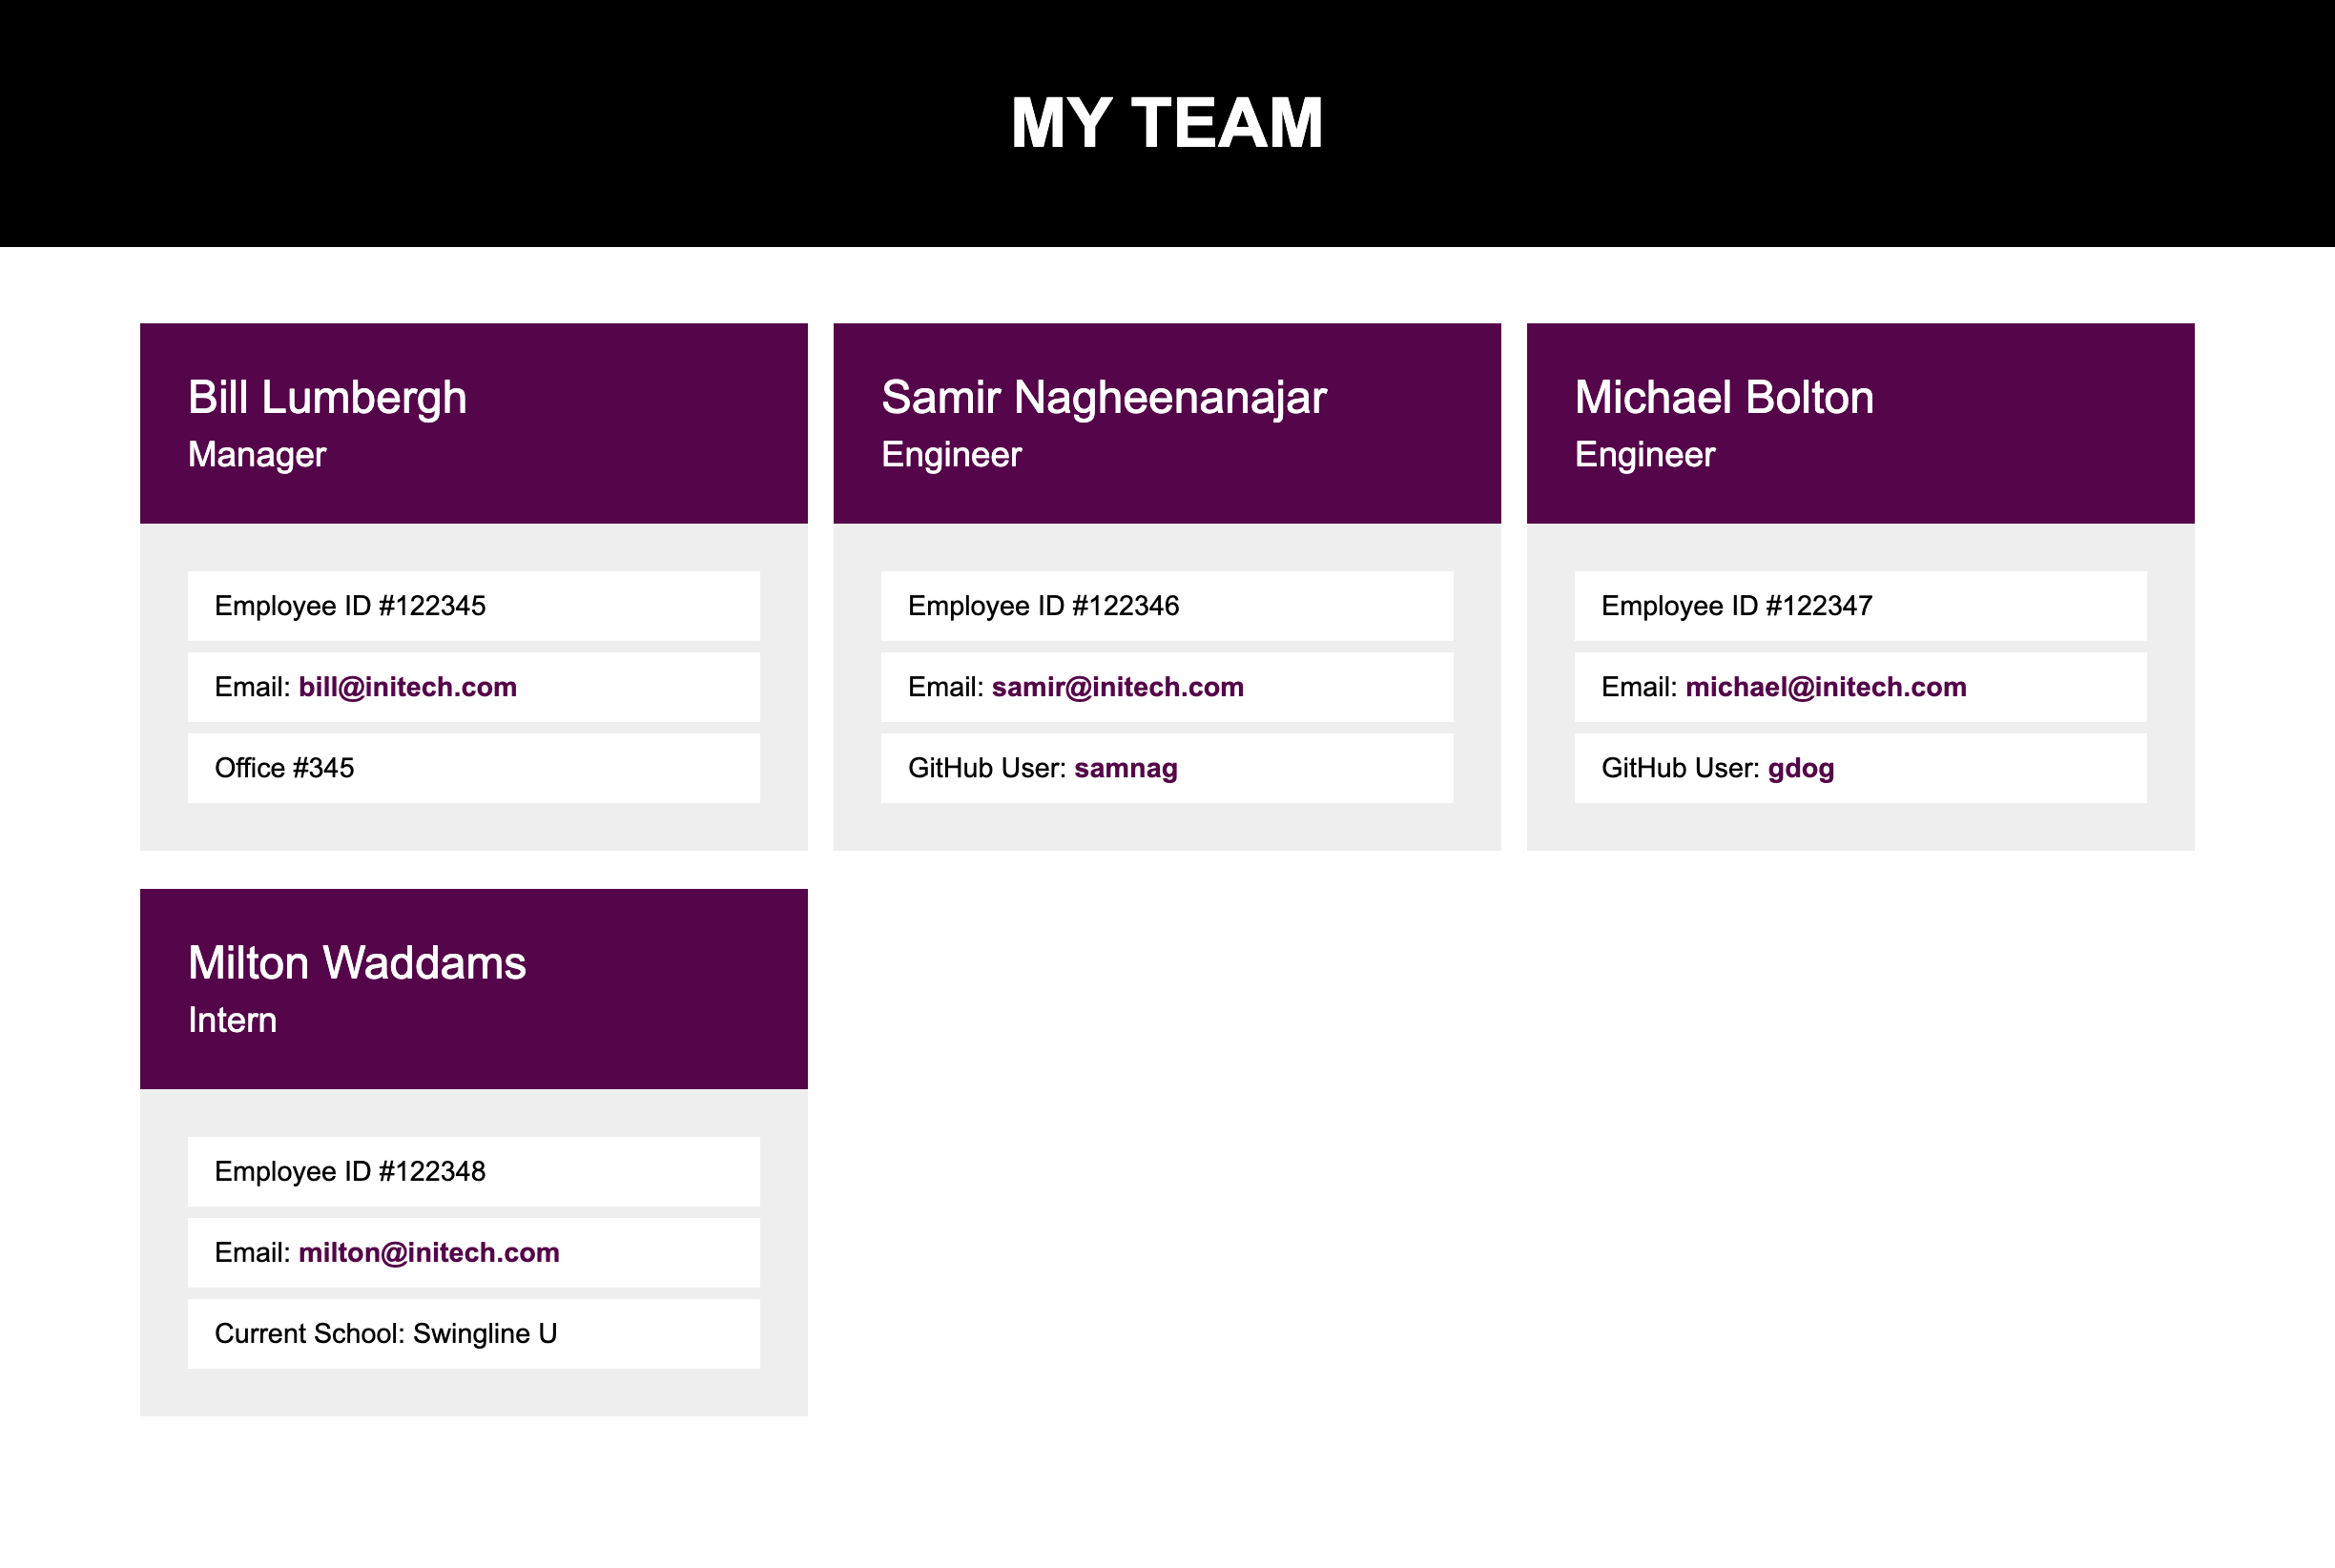 MY TEAM
Bill Lumbergh
Manager
Employee ID #122345
Email: bill@initech.com
Office #345
Samir Nagheenanajar
Engineer
Employee ID #122346
Email: samir@initech.com
GitHub User: samnag
Michael Bolton
Engineer
Employee ID #122347
Email: michael@initech.com
GitHub User: gdog
Milton Waddams
Intern
Employee ID #122348
Email: milton@initech.com
Current School: Swingline U